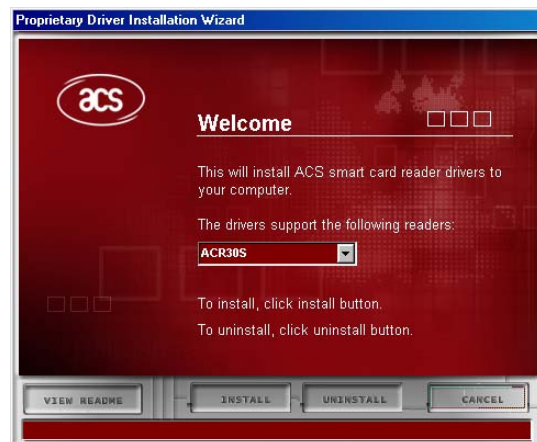 Proprietary Driver Installation Wizard
acs
Welcome
This will install ACS smart card reader drivers to
your computer.
The drivers support the following readers:
ACR30S
To install, click install button.
To uninstall, click uninstall button.
VIEW README
INSTALL
UNINSTALL
CANCEL